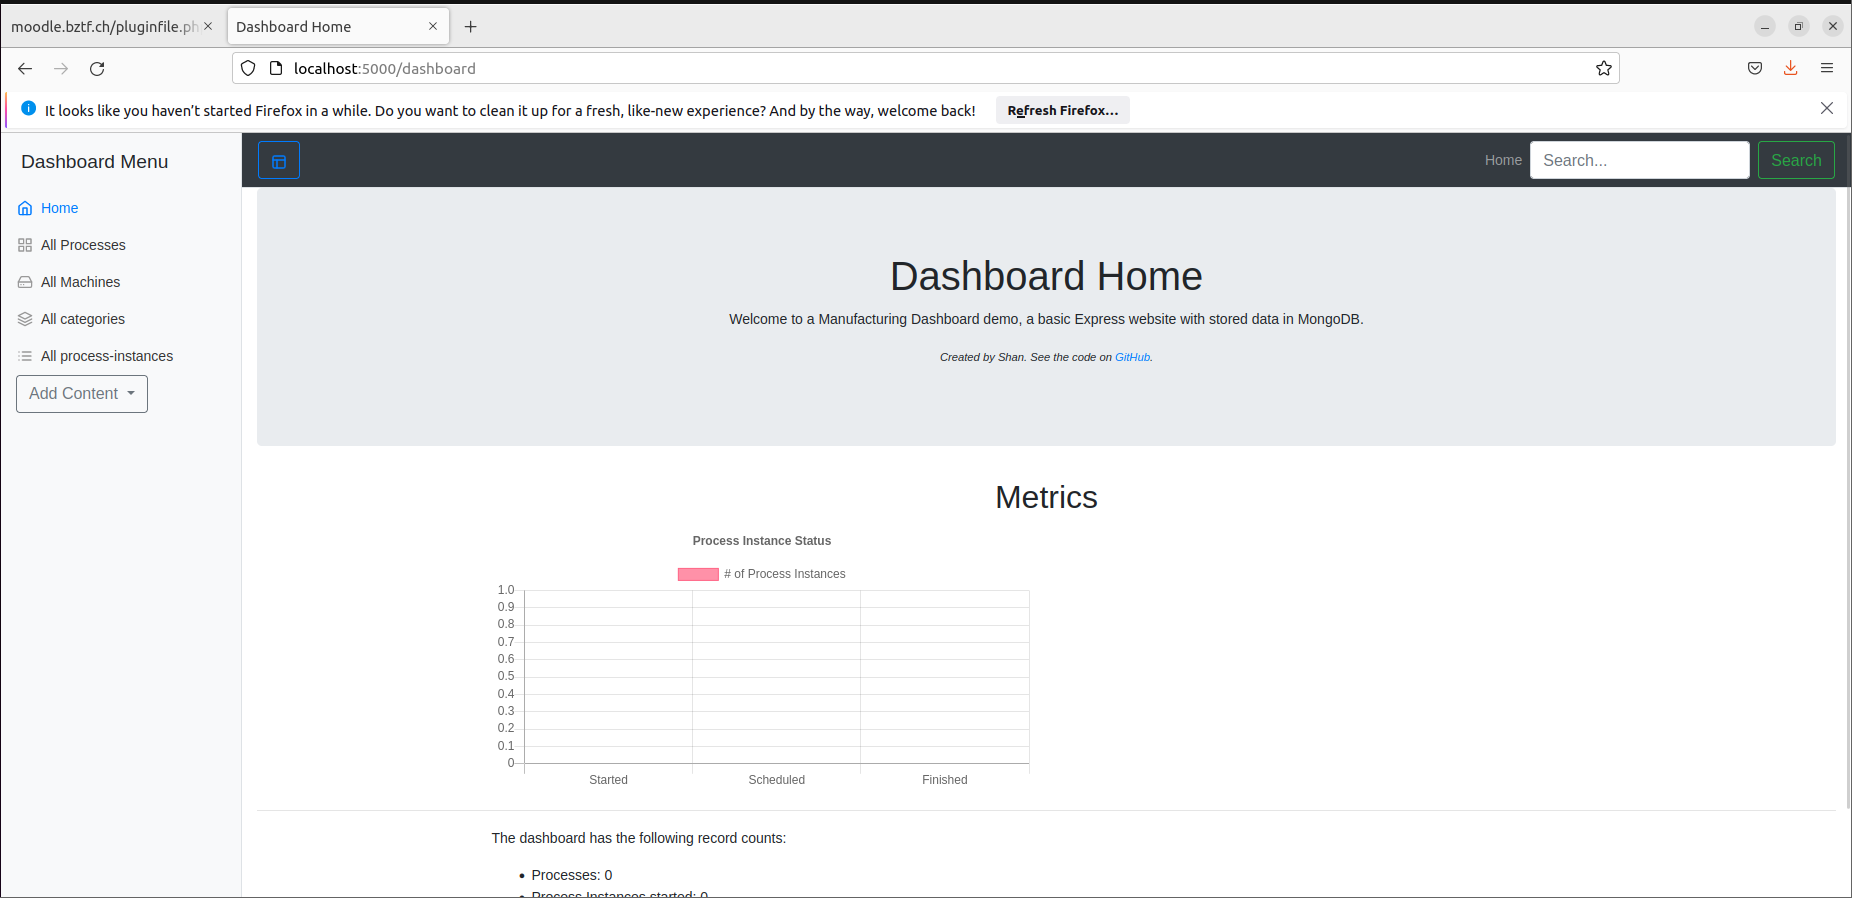 moodle.bztf.ch/pluginfile.ph
Dashboard Home
localhost:5000/dashboard
It looks like you haven’t started Firefox in a while. Do you want to clean it up for a fresh, like-new experience? And by the way, welcome back!
Refresh Firefox...
Dashboard Menu
Home
Search...
Search
Home
All Processes
All Machines
All categories
All process-instances
Add Content
Dashboard Home
Welcome to a Manufacturing Dashboard demo, a basic Express website with stored data in MongoDB.
Created by Shan. See the code on GitHub.
Metrics
Process Instance Status
# of Process Instances
1.0
0.9
0.8
0.7
0.6
0.5
0.4
0.3
0.2
0.1
0
Started Scheduled Finished
The dashboard has the following record counts:
• Processes: 0
• Process Instances started: 0